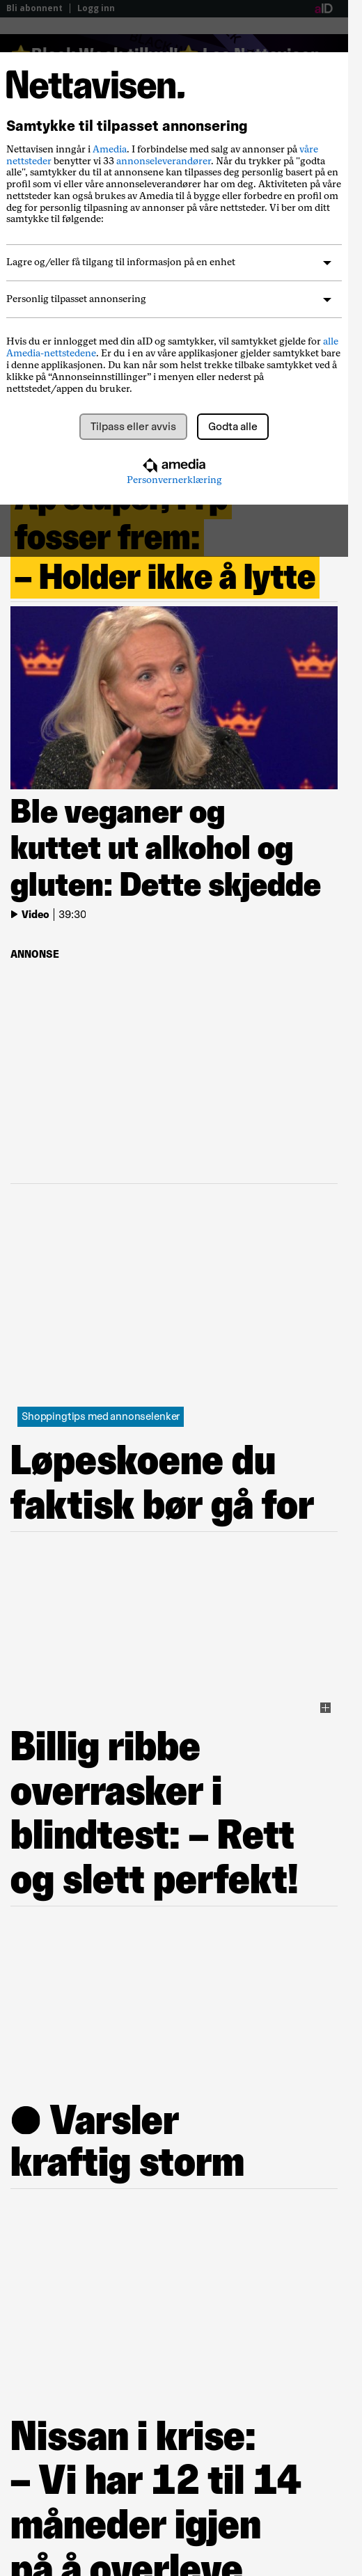 Bli abonnent | Logg inn
aID
Nettavisen.
Samtykke til tilpasset annonsering
Nettavisen inngår i Amedia. I forbindelse med salg av annonser på våre
nettsteder benytter vi 33 annonseleverandører. Når du trykker på "godta
alle", samtykker du til at annonsene kan tilpasses deg personlig basert på en
profil som vi eller våre annonseleverandører har om deg. Aktiviteten på våre
nettsteder kan også brukes av Amedia til å bygge eller forbedre en profil om
deg for personlig tilpasning av annonser på våre nettsteder. Vi ber om ditt
samtykke til følgende:
Lagre og/eller få tilgang til informasjon på en enhet
Personlig tilpasset annonsering
Hvis du er innlogget med din aID og samtykker, vil samtykket gjelde for alle
Amedia-nettstedene. Er du i en av våre applikasjoner gjelder samtykket bare
i denne applikasjonen. Du kan når som helst trekke tilbake samtykket ved å
klikke på “Annonseinnstillinger” i menyen eller nederst på
nettstedet/appen du bruker.
Tilpass eller avvis
Godta alle
amedia
Personvernerklæring
fosser frem:
– Holder ikke å lytte
Ble veganer og
kuttet ut alkohol og
gluten: Dette skjedde
Video | 39:30
ANNONSE
Shoppingtips med annonselenker
Løpeskoene du
faktisk bør gå for
Billig ribbe
overrasker i
blindtest: – Rett
og slett perfekt!
● Varsler
kraftig storm
Nissan i krise:
– Vi har 12 til 14
måneder igjen
på å overleve